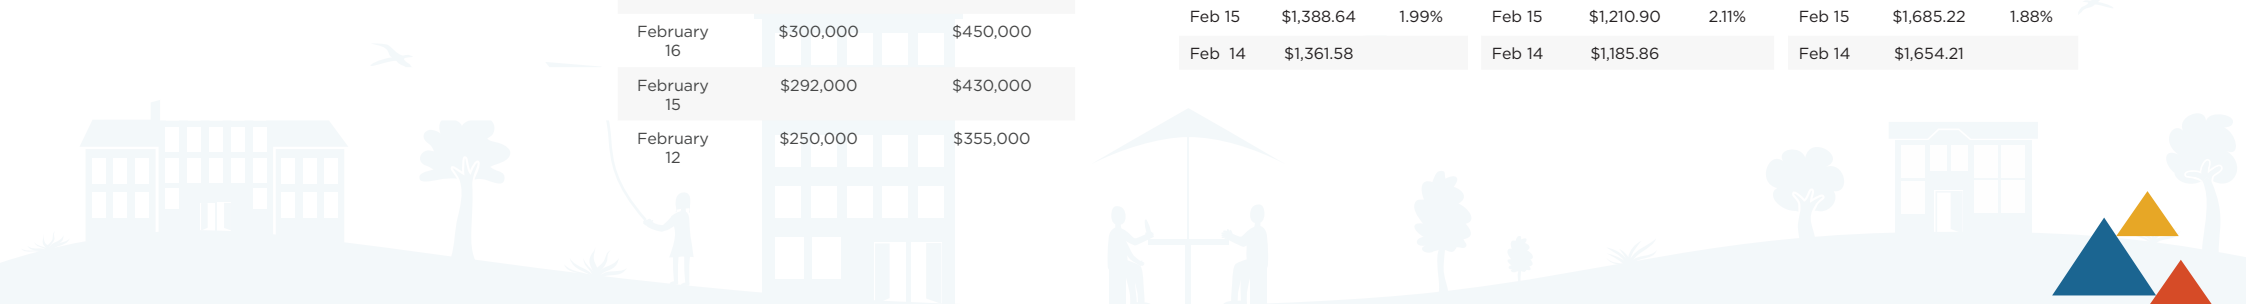 February $300,000 $450,000
16
February $292,000 $430,000
15
February $250,000 $355,000
12
Feb 15 $1,388.64 1.99% Feb 15 $1,210.90 2.11% Feb 15 $1,685.22 1.88%
Feb 14 $1,361.58 Feb 14 $1,185.86 Feb 14 $1,654.21